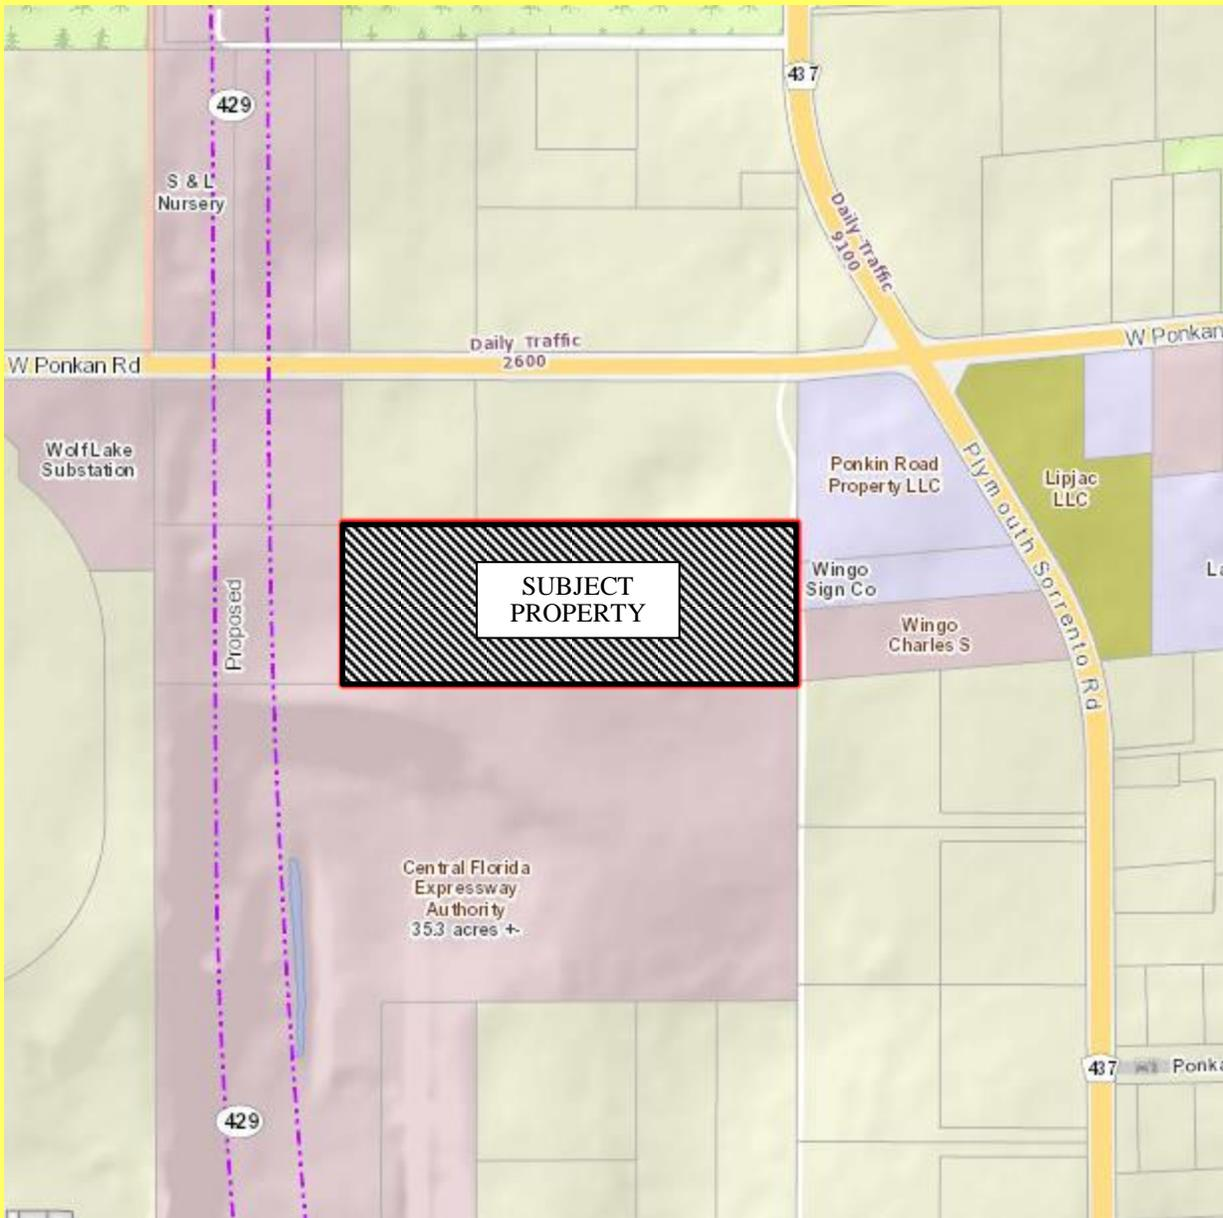 437
429
S & L
Nursery
Daily Traffic
9100
Daily Traffic
2600
W Ponkan Rd
W Ponkan
Wolf Lake
Substation
Ponkin Road
Property LLC
Plymouth Sorrento Rd
Lipjac
LLC
SUBJECT
PROPERTY
Wingo
Sign Co
La
Proposed
Wingo
Charles S
Central Florida
Expressway
Authority
35.3 acres +-
437
Ponka
429